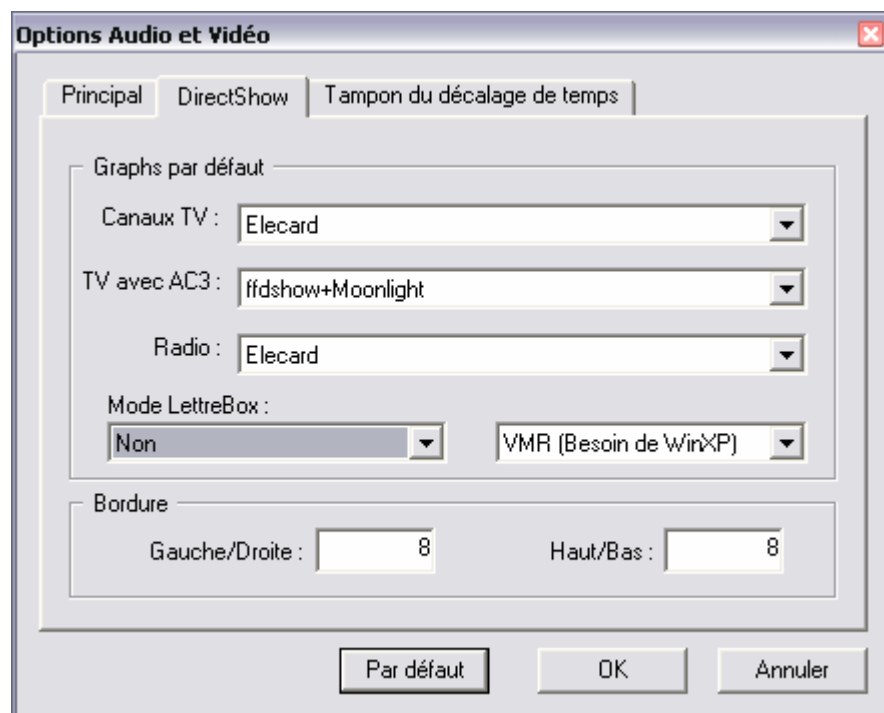 Options Audio et Vidéo
Principal DirectShow Tampon du décalage de temps
Graphs par défaut
Canaux TV : Elecard
TV avec AC3 : ffdshow+Moonlight
Radio : Elecard
Mode LettreBox :
Non VMR (Besoin de WinXP)
Bordure
Gauche/Droite : 8 Haut/Bas : 8
Par défaut OK Annuler